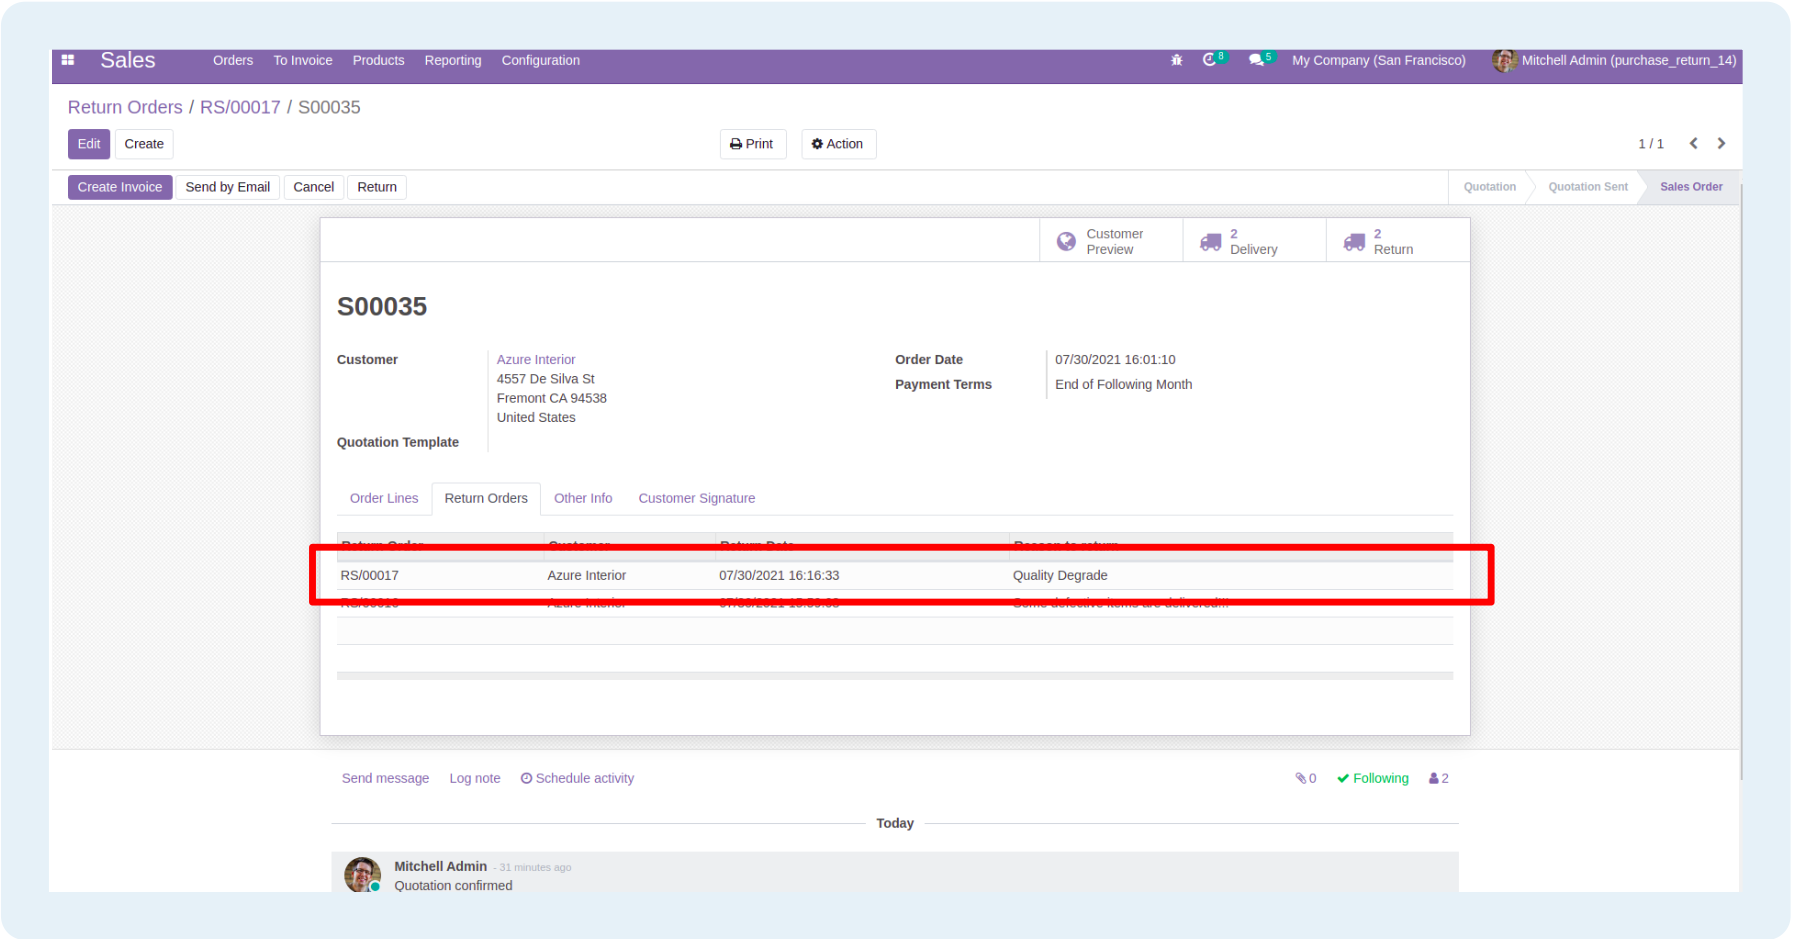 Sales Orders To Invoice Products Reporting Configuration 8 5 My Company (San Francisco) Mitchell Admin (purchase_return_14)
Return Orders / RS/00017 / S00035
Edit Create Print Action 1 / 1
Create Invoice Send by Email Cancel Return Quotation Quotation Sent Sales Order
Customer Preview 2 Delivery 2 Return
S00035
Customer Azure Interior Order Date 07/30/2021 16:01:10
4557 De Silva St Payment Terms End of Following Month
Fremont CA 94538
United States
Quotation Template
Order Lines Return Orders Other Info Customer Signature
Return Order Customer Return Date Reason to return
RS/00017 Azure Interior 07/30/2021 16:16:33 Quality Degrade
Azure Interior Some defective items are delivered!!!
Send message Log note Schedule activity 0 Following 2
Today
Mitchell Admin - 31 minutes ago
Quotation confirmed